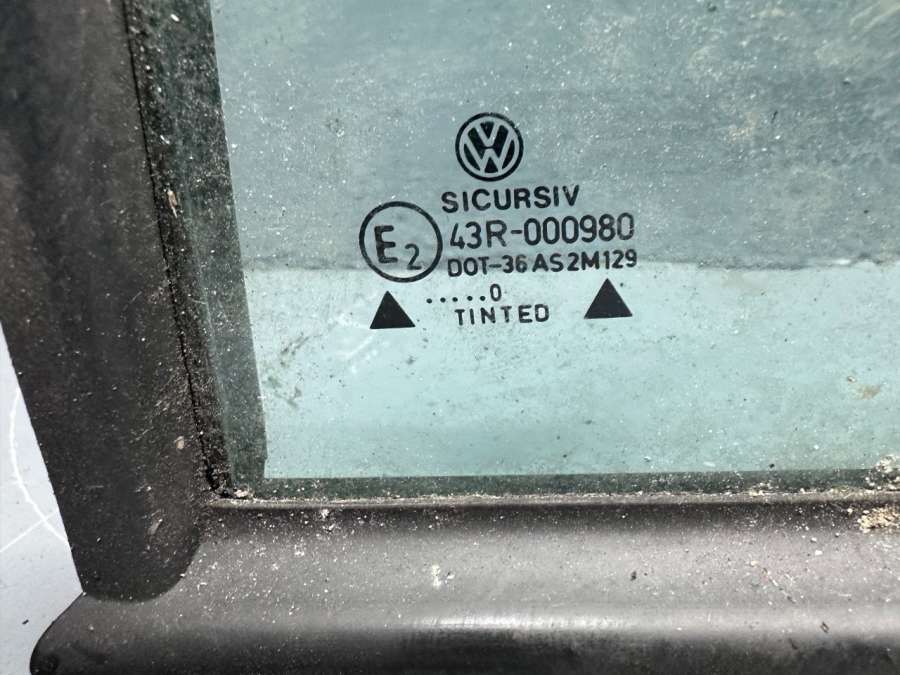 SICURSIV
E2
43R-000980
DOT-36 AS2M129
.....0
TINTED